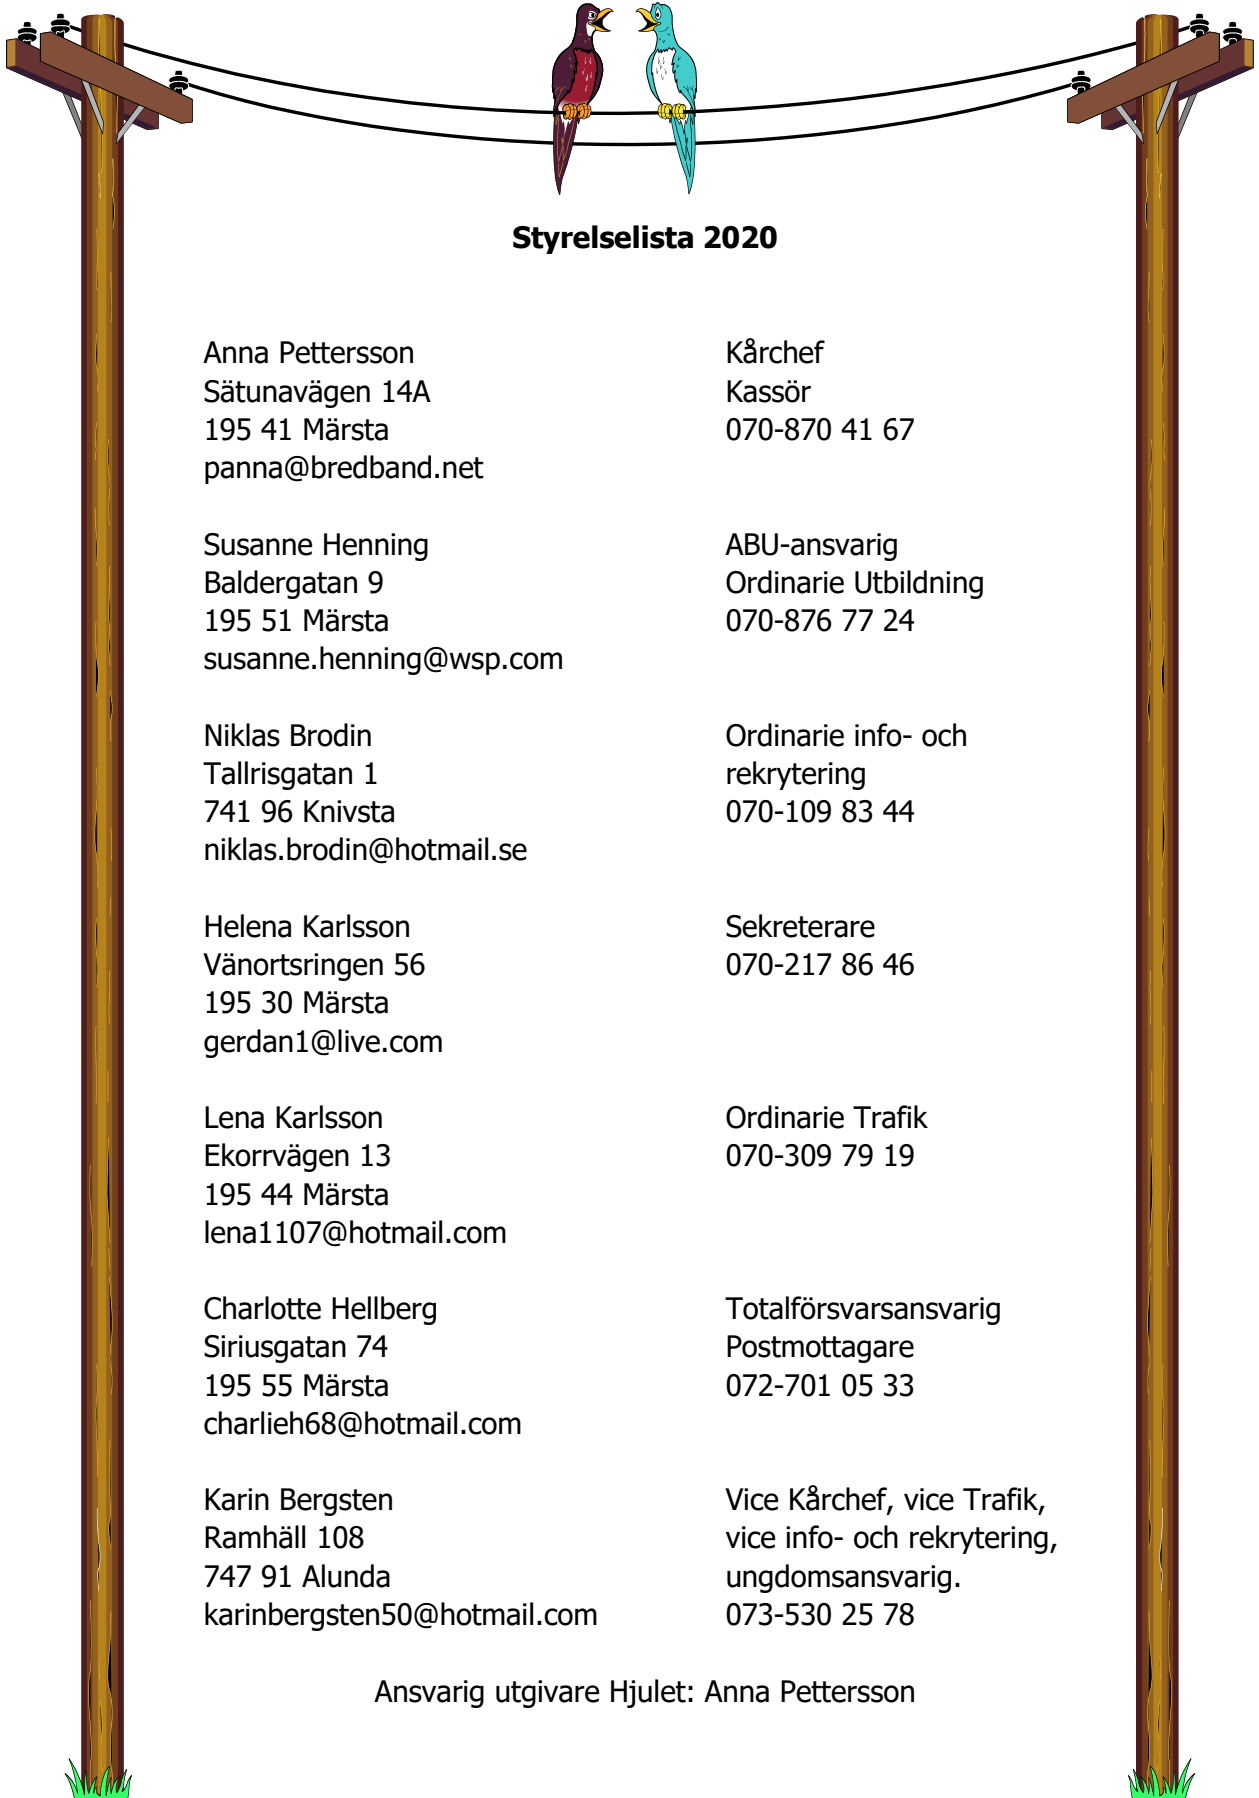 Styrelselista 2020
Anna Pettersson
Sätunavägen 14A
195 41 Märsta
panna@bredband.net
Kårchef
Kassör
070-870 41 67
Susanne Henning
Baldergatan 9
195 51 Märsta
susanne.henning@wsp.com
ABU-ansvarig
Ordinarie Utbildning
070-876 77 24
Niklas Brodin
Tallrisgatan 1
741 96 Knivsta
niklas.brodin@hotmail.se
Ordinarie info- och
rekrytering
070-109 83 44
Helena Karlsson
Vänortsringen 56
195 30 Märsta
gerdan1@live.com
Sekreterare
070-217 86 46
Lena Karlsson
Ekorrvägen 13
195 44 Märsta
lena1107@hotmail.com
Ordinarie Trafik
070-309 79 19
Charlotte Hellberg
Siriusgatan 74
195 55 Märsta
charlieh68@hotmail.com
Totalförsvarsansvarig
Postmottagare
072-701 05 33
Karin Bergsten
Ramhäll 108
747 91 Alunda
karinbergsten50@hotmail.com
Vice Kårchef, vice Trafik,
vice info- och rekrytering,
ungdomsansvarig.
073-530 25 78
Ansvarig utgivare Hjulet: Anna Pettersson